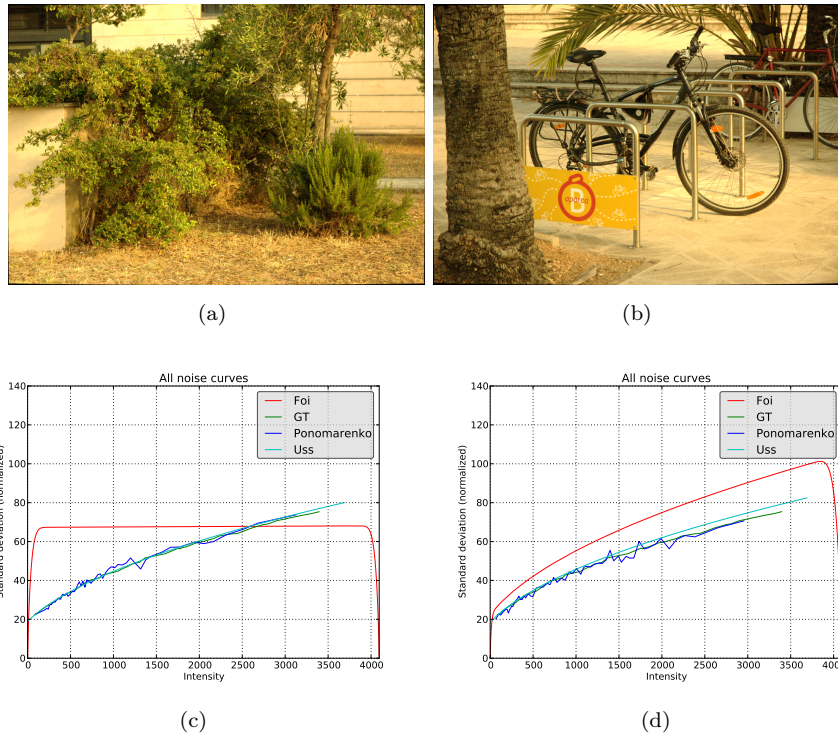 aparca
B
(a)
(b)
All noise curves
140
120
100
80
60
40
20
0
Standard deviation (normalized)
Foi
GT
Ponomarenko
Uss
0
500
1000
1500
2000
2500
3000
3500
4000
Intensity
(c)
All noise curves
140
120
100
80
60
40
20
0
Standard deviation (normalized)
Foi
GT
Ponomarenko
Uss
0
500
1000
1500
2000
2500
3000
3500
400
Intensity
(d)